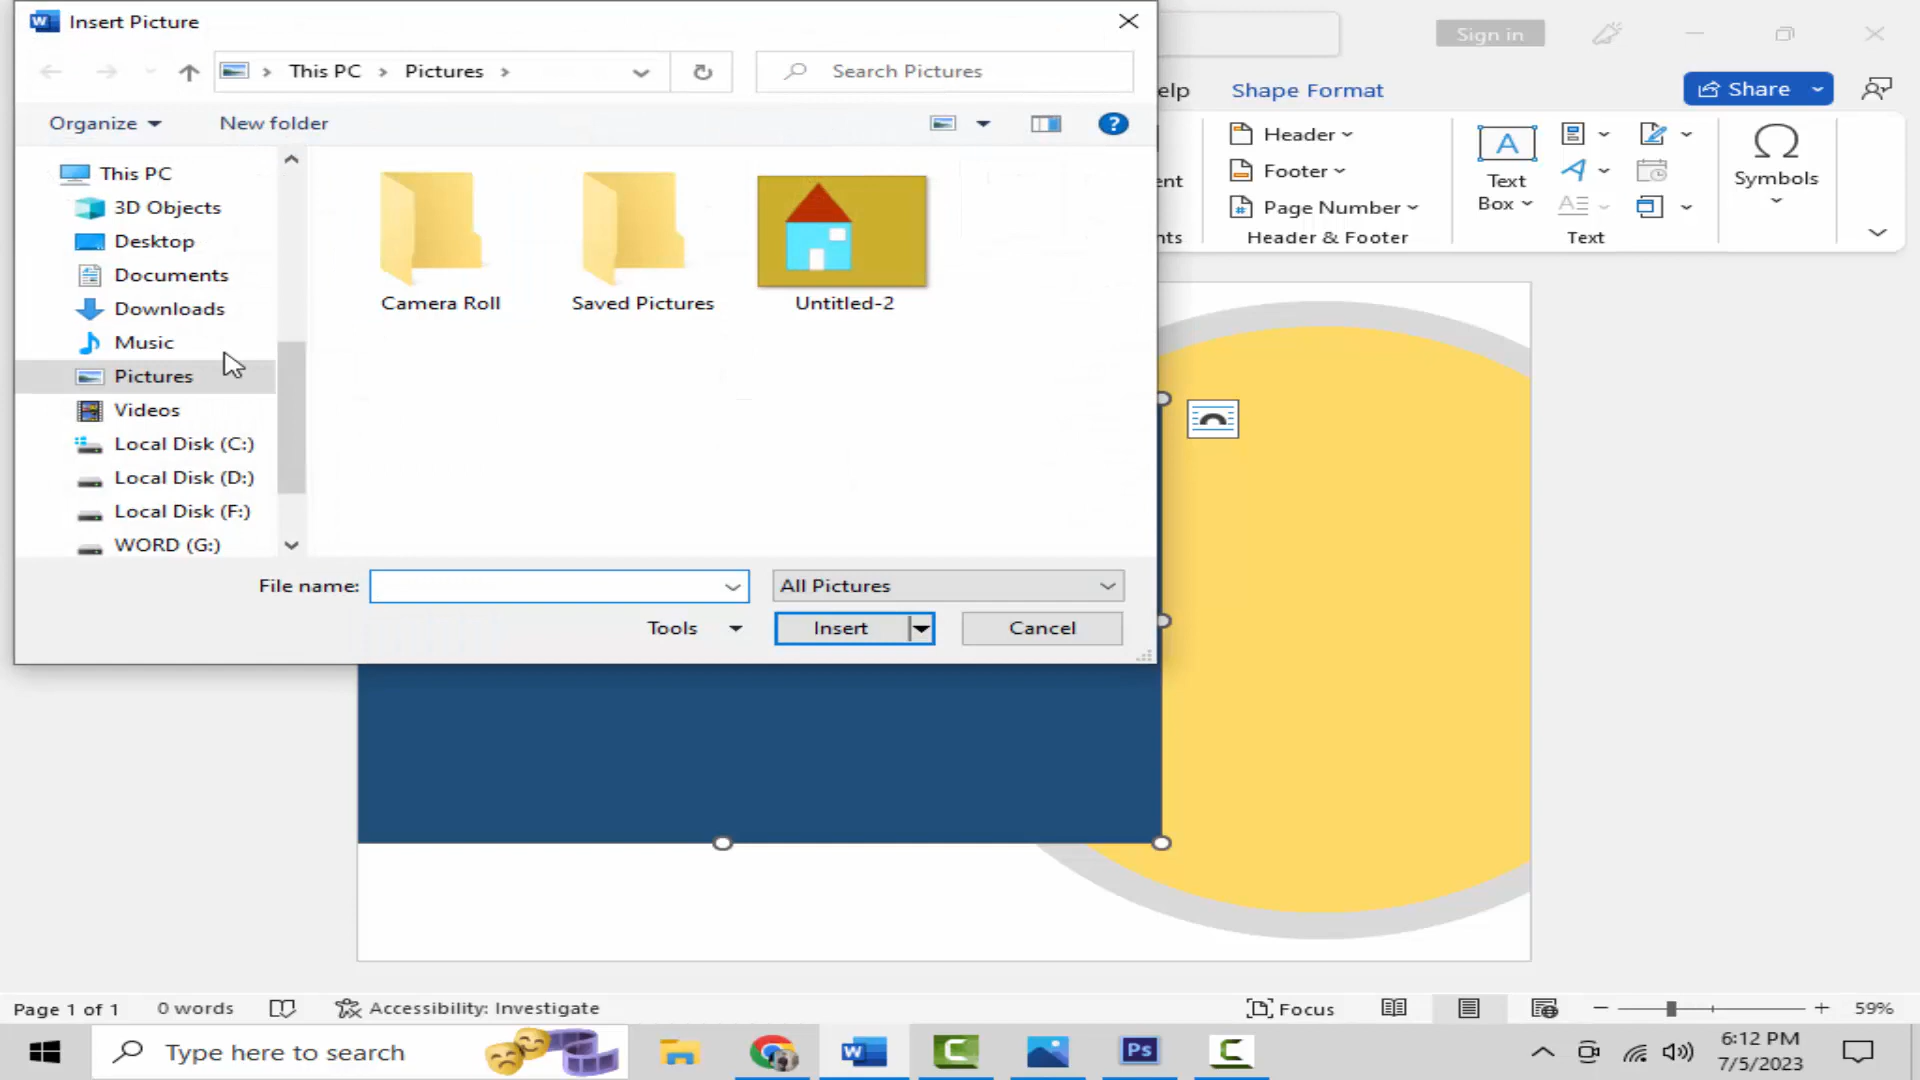 Insert Picture
This PC
Pictures
Search Pictures
Organize
New folder
This PC
3D Objects
Desktop
Documents
Downloads
Music
Pictures
Videos
Local Disk (C:)
Local Disk (D:)
Local Disk (F:)
WORD (G:)
Camera Roll
Saved Pictures
Untitled-2
File name:
All Pictures
Tools
Insert
Cancel
Sign in
elp
Shape Format
Share
ent
nts
Header
Footer
Page Number
Header & Footer
Text
Box
Text
Symbols
Page 1 of 1
0 words
Accessibility: Investigate
Focus
59%
Type here to search
Ps
6:12 PM
7/5/2023